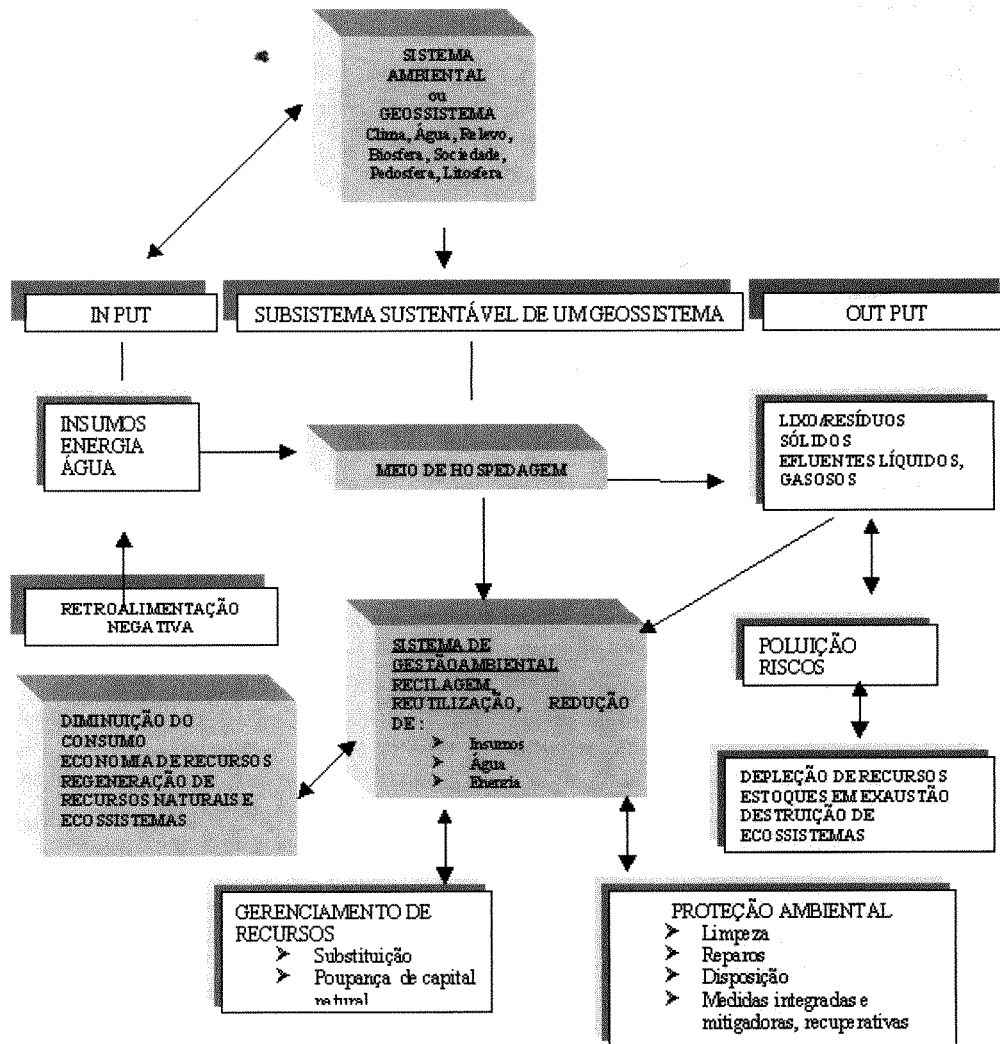 SISTEMA
AMBIENTAL
ou
GEOSSISTEMA
Clima, Água, Relevo,
Biosfera, Sociedade,
Pedosfera, Litosfera
IN PUT
SUBSISTEMA SUSTENTÁVEL DE UM GEOSSISTEMA
OUT PUT
INSUMOS
ENERGIA
ÁGUA
MEIO DE HOSPEDAGEM
LIXO/RESÍDUOS
SÓLIDOS
EFLUENTES LÍQUIDOS,
GASOSOS
RETROALIMENTAÇÃO
NEGATIVA
SISTEMA DE
GESTÃO AMBIENTAL
RECILAGEM,
REUTILIZAÇÃO, REDUÇÃO
DE:
➤ Insumos
➤ Água
➤ Energia
POLUIÇÃO
RISCOS
DIMINUIÇÃO DO
CONSUMO
ECONOMIA DE RECURSOS
REGENERAÇÃO DE
RECURSOS NATURAIS E
ECOSSISTEMAS
DEPLEÇÃO DE RECURSOS
ESTOQUES EM EXAUSTÃO
DESTRUIÇÃO DE
ECOSSISTEMAS
GERENCIAMENTO DE
RECURSOS
➤ Substituição
➤ Poupança de capital
natural
PROTEÇÃO AMBIENTAL
➤ Limpeza
➤ Reparos
➤ Disposição
➤ Medidas integradas e
mitigadoras, recuperativas